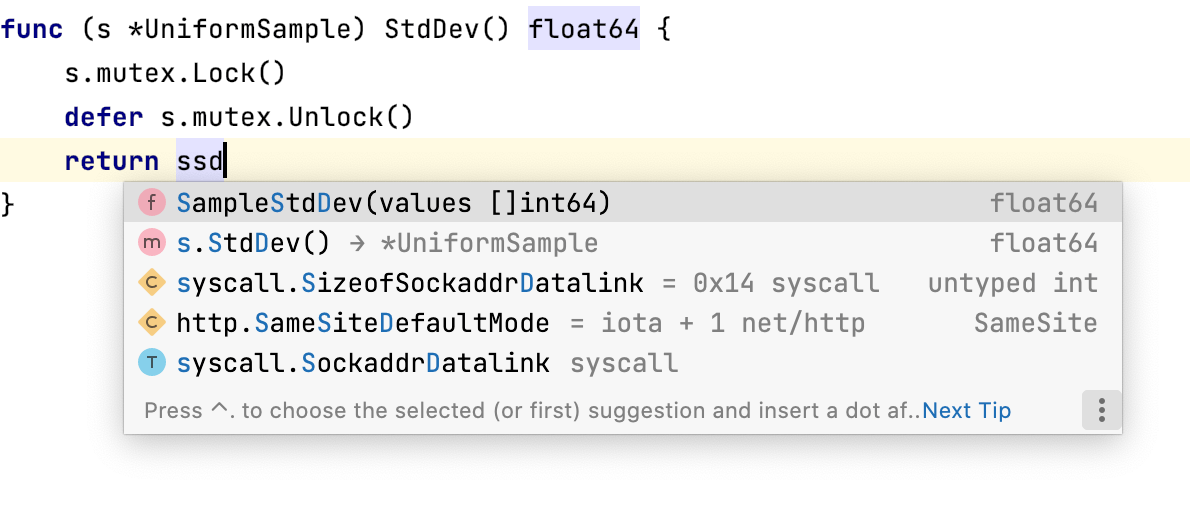 func (s *UniformSample) StdDev() float64 {
s.mutex.Lock()
defer s.mutex.Unlock()
return ssd
f SampleStdDev(values []int64) float64
m s.StdDev() → *UniformSample float64
C syscall.SizeofSockaddrDatalink = 0x14 syscall untyped int
C http.SameSiteDefaultMode = iota + 1 net/http SameSite
T syscall.SockaddrDatalink syscall
Press ^. to choose the selected (or first) suggestion and insert a dot af.. Next Tip
}